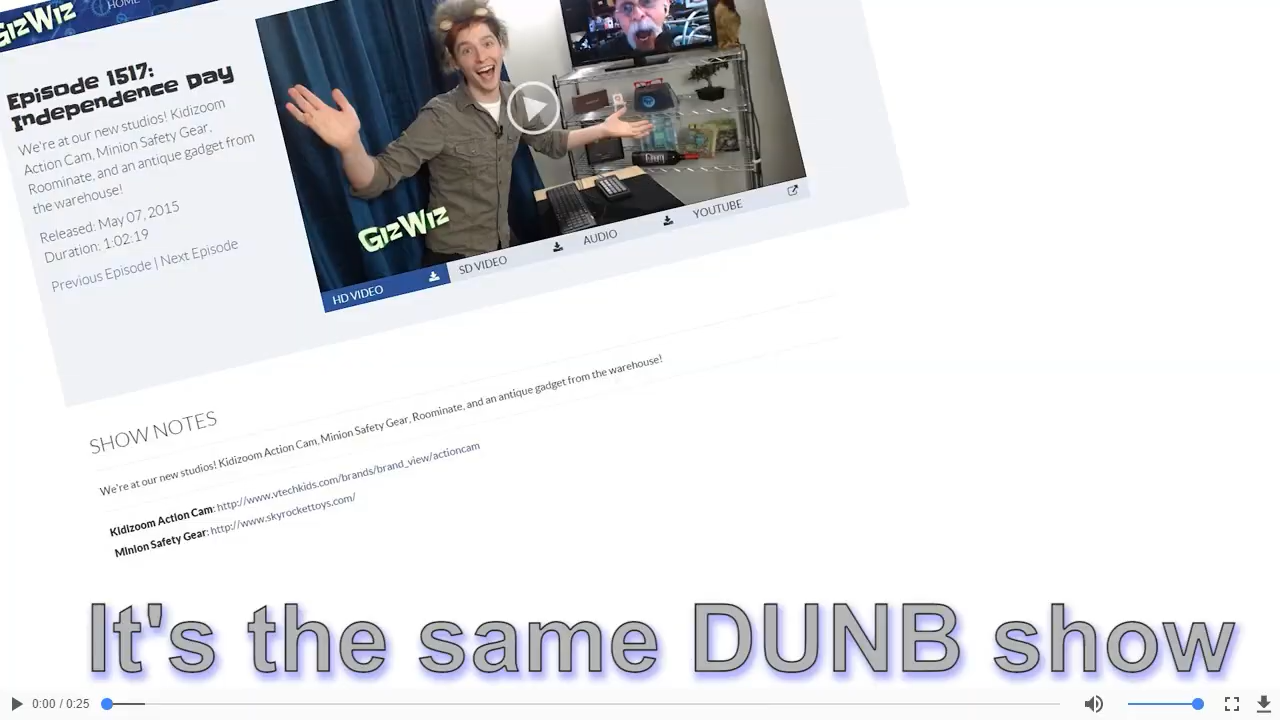 GizWiz
HOME
Episode 1517:
Independence Day
We're at our new studios! Kidizoom
Action Cam, Minion Safety Gear,
Roominate, and an antique gadget from
the warehouse!
Released: May 07, 2015
Duration: 1:02:19
Previous Episode | Next Episode
GizWiz
HD VIDEO
SD VIDEO
AUDIO
YOUTUBE
SHOW NOTES
We're at our new studios! Kidizoom Action Cam, Minion Safety Gear, Roominate, and an antique gadget from the warehouse!
Kidizoom Action Cam: http://www.vtechkids.com/brands/brand_view/actioncam
Minion Safety Gear: http://www.skyrockettoys.com/
It's the same DUNB show
0:00 / 0:25